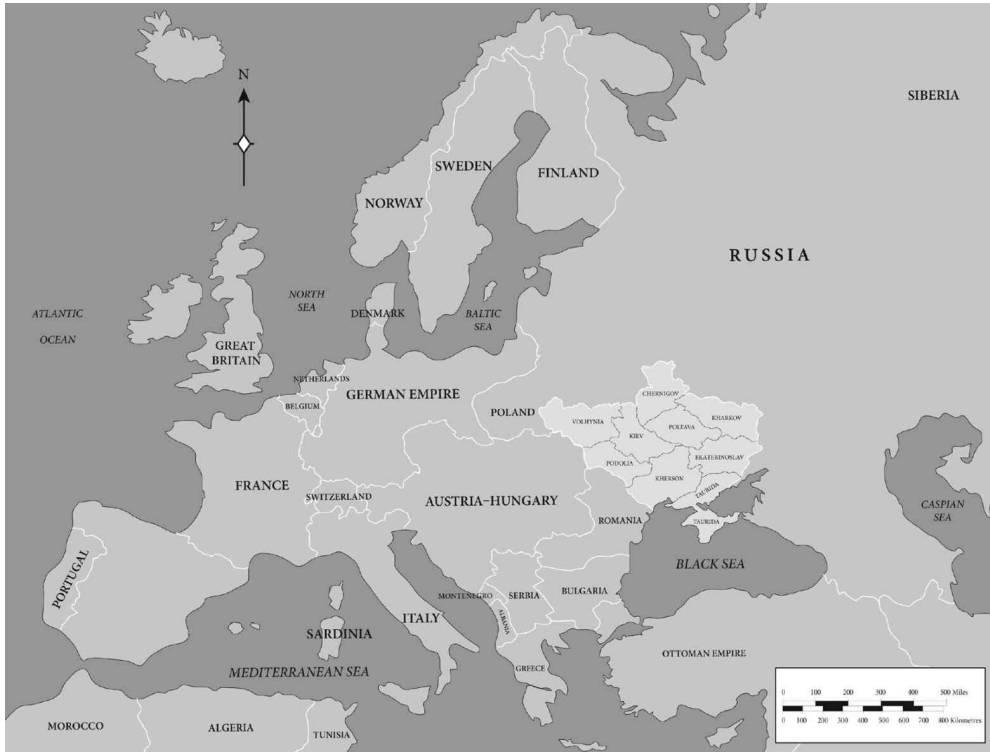 N
SIBERIA
SWEDEN
FINLAND
NORWAY
RUSSIA
NORTH
SEA
ATLANTIC
OCEAN
DENMARK
BALTIC
SEA
GREAT
BRITAIN
NETHERLANDS
GERMAN EMPIRE
BELGIUM
POLAND
CHERNIGOV
VOLHYNIA
KIEV
POLTAVA
KHARKOV
PODOLIA
EKATERINOSLAV
KHERSON
TAURIDA
TAURIDA
FRANCE
SWITZERLAND
AUSTRIA–HUNGARY
ROMANIA
CASPIAN
SEA
BLACK SEA
PORTUGAL
MONTENEGRO
SERBIA
BULGARIA
ALBANIA
ITALY
SARDINIA
MEDITERRANEAN SEA
GREECE
OTTOMAN EMPIRE
MOROCCO
ALGERIA
TUNISIA
0 100 200 300 400 500 Miles
0 100 200 300 400 500 600 700 800 Kilometres